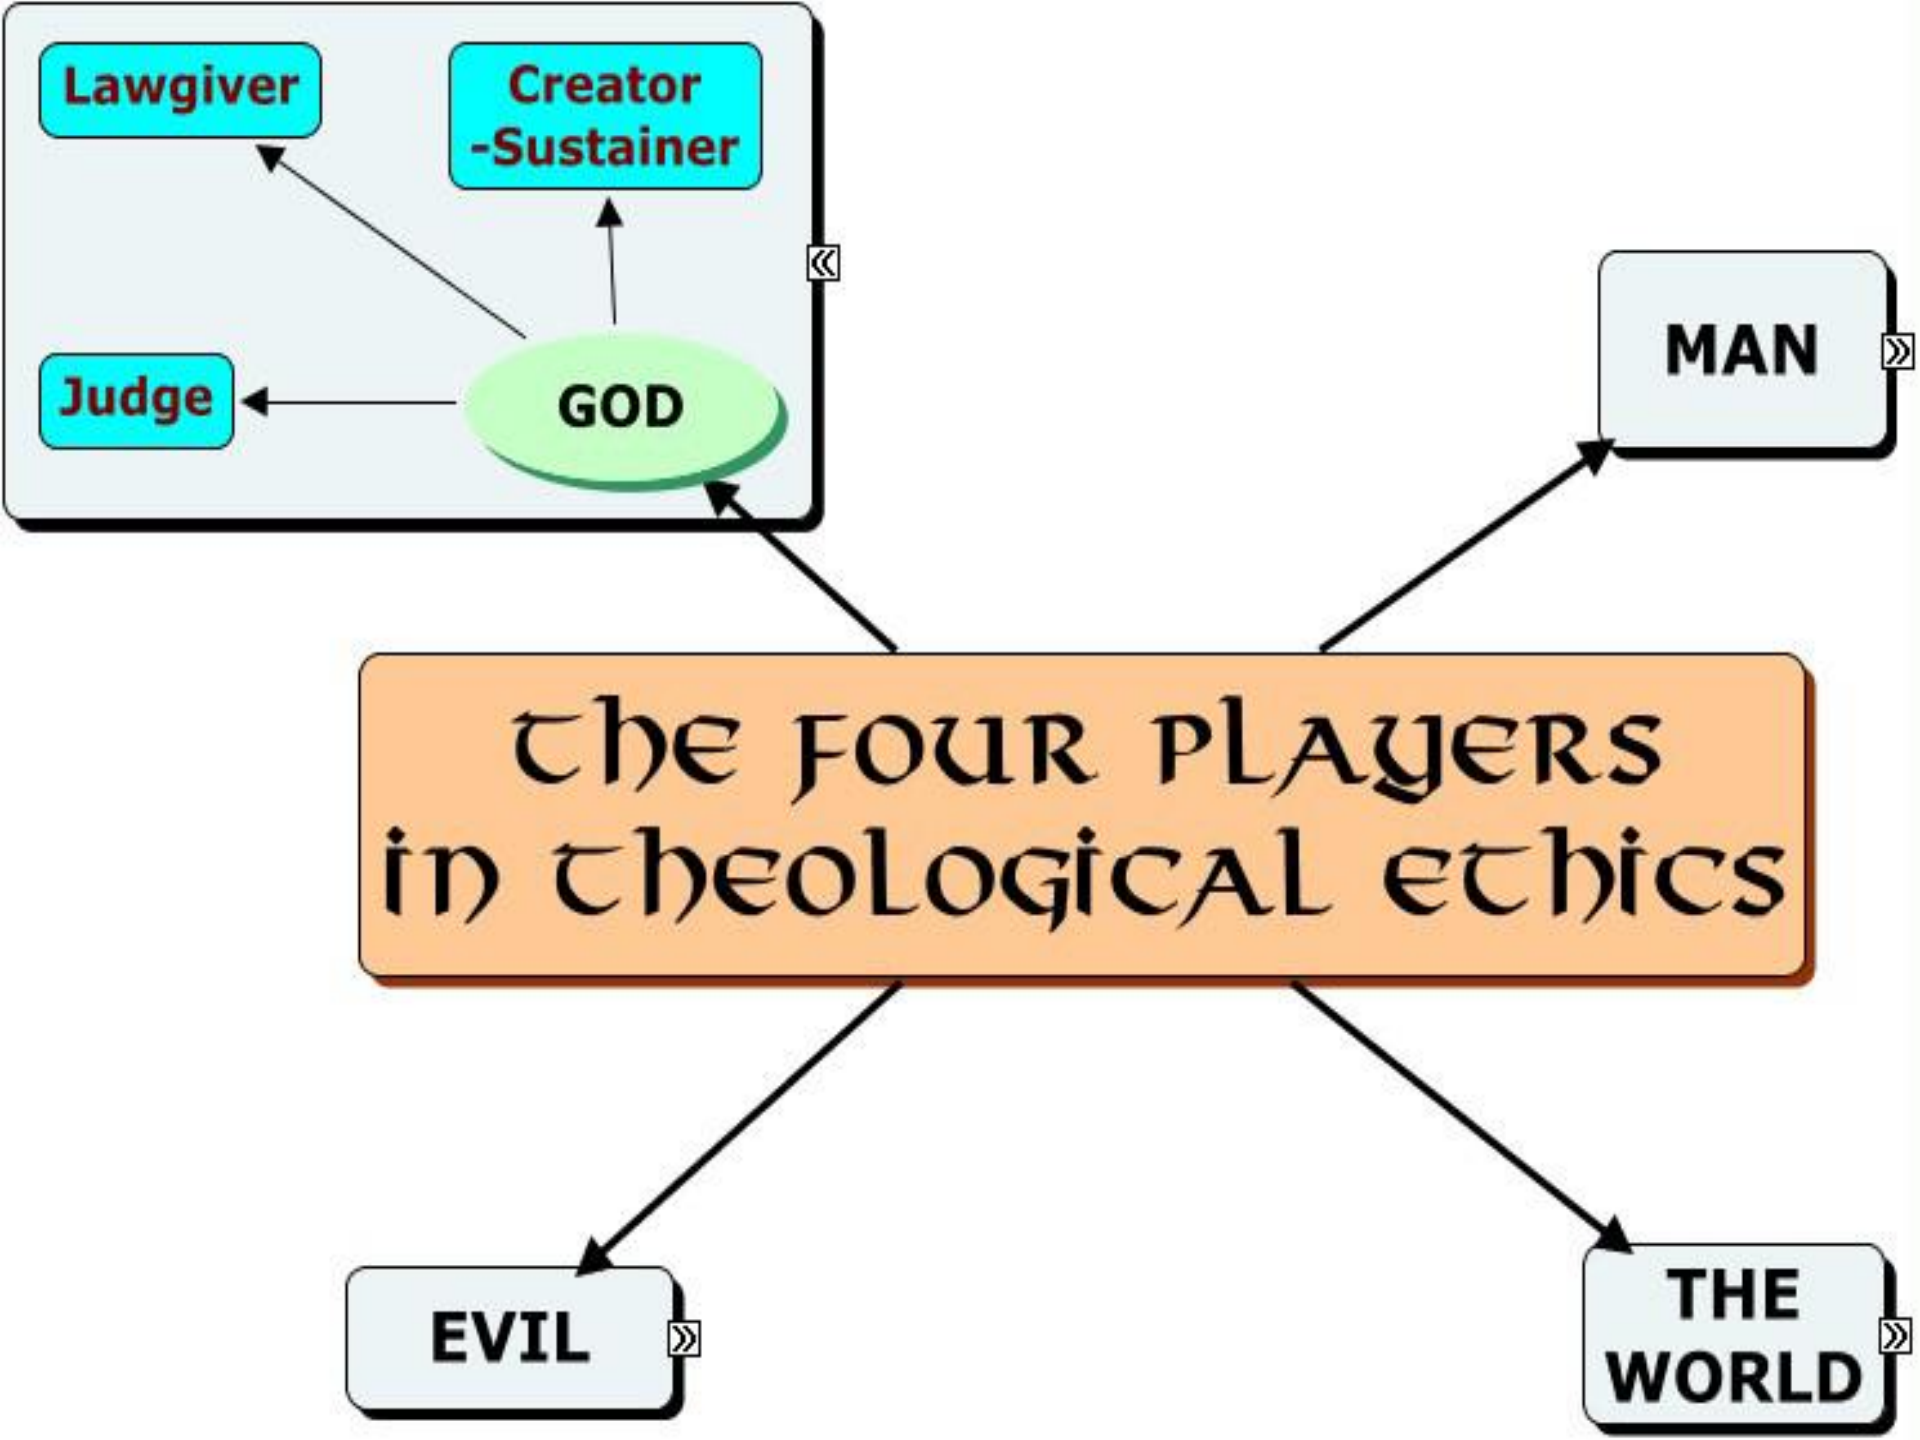 Lawgiver
Creator
-Sustainer
Judge
GOD
MAN
THE FOUR PLAYERS
IN THEOLOGICAL ETHICS
EVIL
THE
WORLD